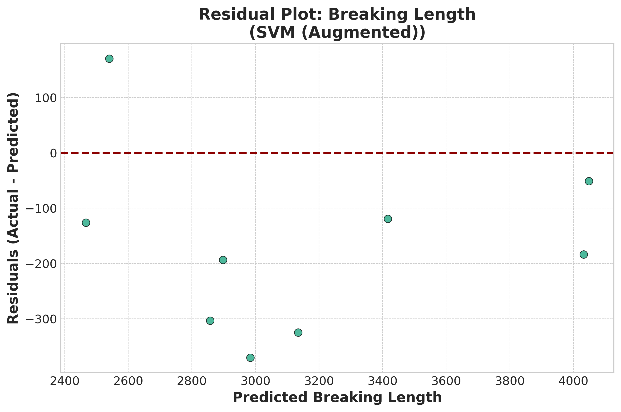 Residual Plot: Breaking Length
(SVM (Augmented))
Residuals (Actual - Predicted)
100
0
−100
−200
−300
2400 2600 2800 3000 3200 3400 3600 3800 4000
Predicted Breaking Length